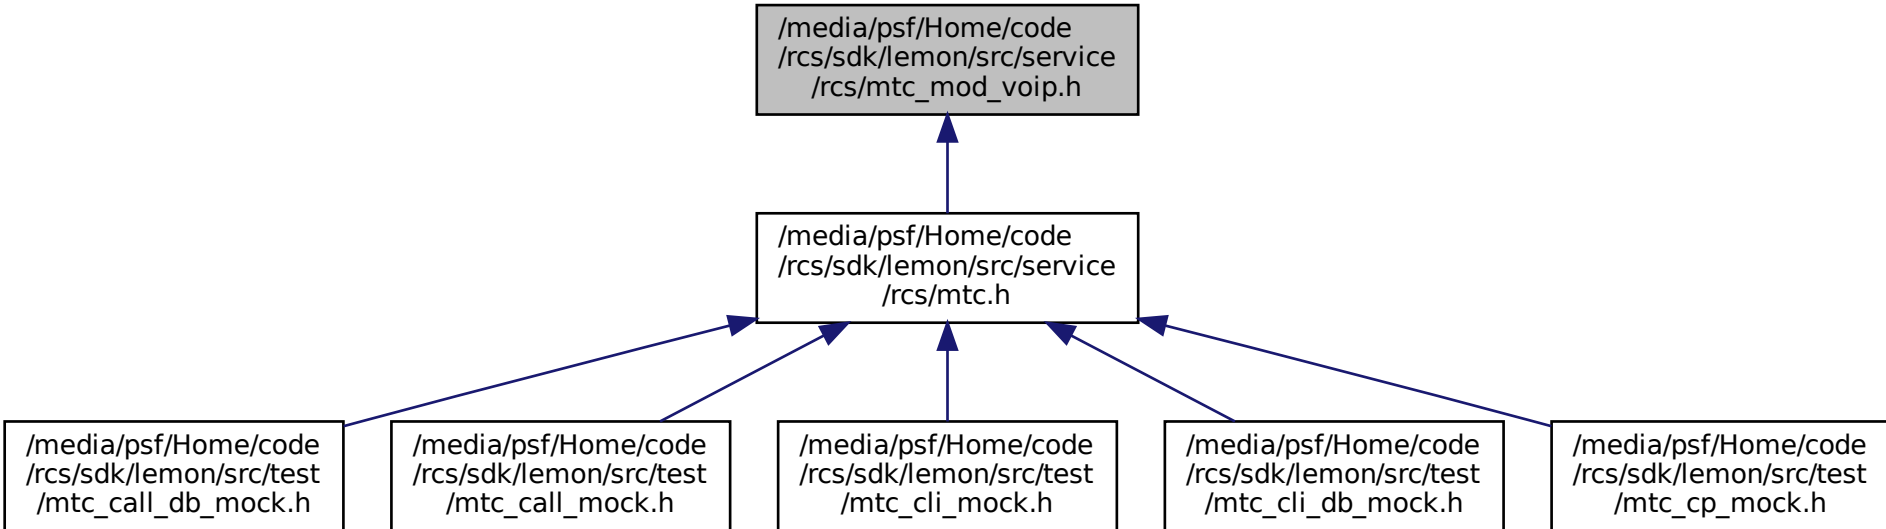 /media/psf/Home/code
/rcs/sdk/lemon/src/service
/rcs/mtc_mod_voip.h
/media/psf/Home/code
/rcs/sdk/lemon/src/service
/rcs/mtc.h
/media/psf/Home/code
/rcs/sdk/lemon/src/test
/mtc_call_db_mock.h
/media/psf/Home/code
/rcs/sdk/lemon/src/test
/mtc_call_mock.h
/media/psf/Home/code
/rcs/sdk/lemon/src/test
/mtc_cli_mock.h
/media/psf/Home/code
/rcs/sdk/lemon/src/test
/mtc_cli_db_mock.h
/media/psf/Home/code
/rcs/sdk/lemon/src/test
/mtc_cp_mock.h